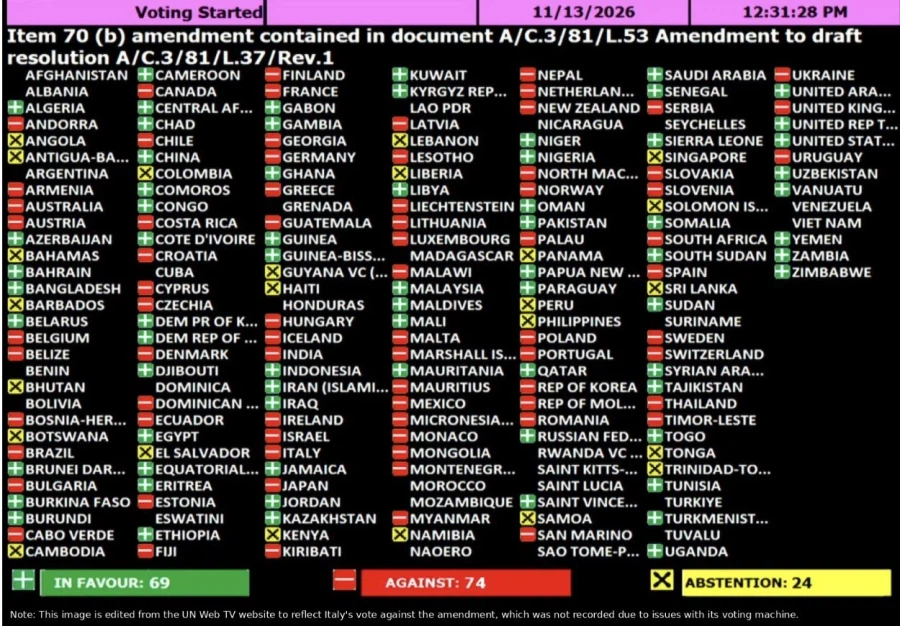 Voting Started 11/13/2026 12:31:28 PM
Item 70 (b) amendment contained in document A/C.3/81/L.53 Amendment to draft
resolution A/C.3/81/L.37/Rev.1
AFGHANISTAN CAMEROON FINLAND KUWAIT NEPAL SAUDI ARABIA UKRAINE
ALBANIA CANADA FRANCE KYRGYZ REP... NETHERLAN... SENEGAL UNITED ARA...
ALGERIA CENTRAL AF... GABON LAO PDR NEW ZEALAND SERBIA UNITED KING...
ANDORRA CHAD GAMBIA LATVIA NICARAGUA SEYCHELLES UNITED REP T...
ANGOLA CHILE GEORGIA LEBANON NIGER SIERRA LEONE UNITED STAT...
ANTIGUA-BA... CHINA GERMANY LESOTHO NIGERIA SINGAPORE URUGUAY
ARGENTINA COLOMBIA GHANA LIBERIA NORTH MAC... SLOVAKIA UZBEKISTAN
ARMENIA COMOROS GREECE LIBYA NORWAY SLOVENIA VANUATU
AUSTRALIA CONGO GRENADA LIECHTENSTEIN OMAN SOLOMON IS... VENEZUELA
AUSTRIA COSTA RICA GUATEMALA LITHUANIA PAKISTAN SOMALIA VIET NAM
AZERBAIJAN COTE D'IVOIRE GUINEA LUXEMBOURG PALAU SOUTH AFRICA YEMEN
BAHAMAS CROATIA GUINEA-BISS... MADAGASCAR PANAMA SOUTH SUDAN ZAMBIA
BAHRAIN CUBA GUYANA VC (... MALAWI PAPUA NEW ... SPAIN ZIMBABWE
BANGLADESH CYPRUS HAITI MALAYSIA PARAGUAY SRI LANKA
BARBADOS CZECHIA HONDURAS MALDIVES PERU SUDAN
BELARUS DEM PR OF K... HUNGARY MALI PHILIPPINES SURINAME
BELGIUM DEM REP OF ... ICELAND MALTA POLAND SWEDEN
BELIZE DENMARK INDIA MARSHALL IS... PORTUGAL SWITZERLAND
BENIN DJIBOUTI INDONESIA MAURITANIA QATAR SYRIAN ARA...
BHUTAN DOMINICA IRAN (ISLAMI... MAURITIUS REP OF KOREA TAJIKISTAN
BOLIVIA DOMINICAN ... IRAQ MEXICO REP OF MOL... THAILAND
BOSNIA-HER... ECUADOR IRELAND MICRONESIA... ROMANIA TIMOR-LESTE
BOTSWANA EGYPT ISRAEL MONACO RUSSIAN FED... TOGO
BRAZIL EL SALVADOR ITALY MONGOLIA RWANDA VC ... TONGA
BRUNEI DAR... EQUATORIAL... JAMAICA MONTENEGR... SAINT KITTS-... TRINIDAD-TO...
BULGARIA ERITREA JAPAN MOROCCO SAINT LUCIA TUNISIA
BURKINA FASO ESTONIA JORDAN MOZAMBIQUE SAINT VINCE... TURKIYE
BURUNDI ESWATINI KAZAKHSTAN MYANMAR SAMOA TURKMENIST...
CABO VERDE ETHIOPIA KENYA NAMIBIA SAN MARINO TUVALU
CAMBODIA FIJI KIRIBATI NAOERO SAO TOME-P... UGANDA
IN FAVOUR: 69 AGAINST: 74 ABSTENTION: 24
Note: This image is edited from the UN Web TV website to reflect Italy's vote against the amendment, which was not recorded due to issues with its voting machine.